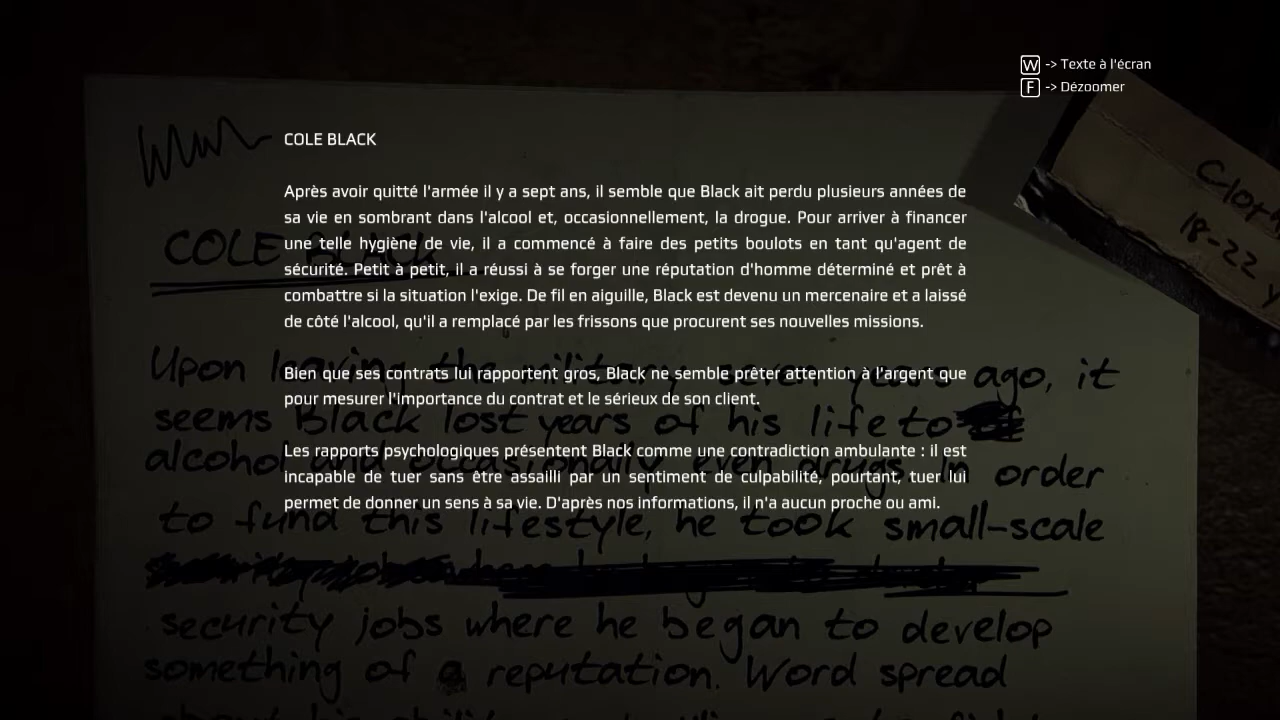 W -> Texte à l'écran
F -> Dézoomer
COLE BLACK
Après avoir quitté l'armée il y a sept ans, il semble que Black ait perdu plusieurs années de
sa vie en sombrant dans l'alcool et, occasionnellement, la drogue. Pour arriver à financer
une telle hygiène de vie, il a commencé à faire des petits boulots en tant qu'agent de
sécurité. Petit à petit, il a réussi à se forger une réputation d'homme déterminé et prêt à
combattre si la situation l'exige. De fil en aiguille, Black est devenu un mercenaire et a laissé
de côté l'alcool, qu'il a remplacé par les frissons que procurent ses nouvelles missions.
Bien que ses contrats lui rapportent gros, Black ne semble prêter attention à l'argent que
pour mesurer l'importance du contrat et le sérieux de son client.
Les rapports psychologiques présentent Black comme une contradiction ambulante : il est
incapable de tuer sans être assailli par un sentiment de culpabilité, pourtant, tuer lui
permet de donner un sens à sa vie. D'après nos informations, il n'a aucun proche ou ami.
COLE BLACK
Upon leaving the military seven years ago, it
seems Black lost years of his life to
alcohol and occasionally even drugs. In order
to fund this lifestyle, he took small-scale
security jobs where he began to develop
something of a reputation. Word spread
18-22